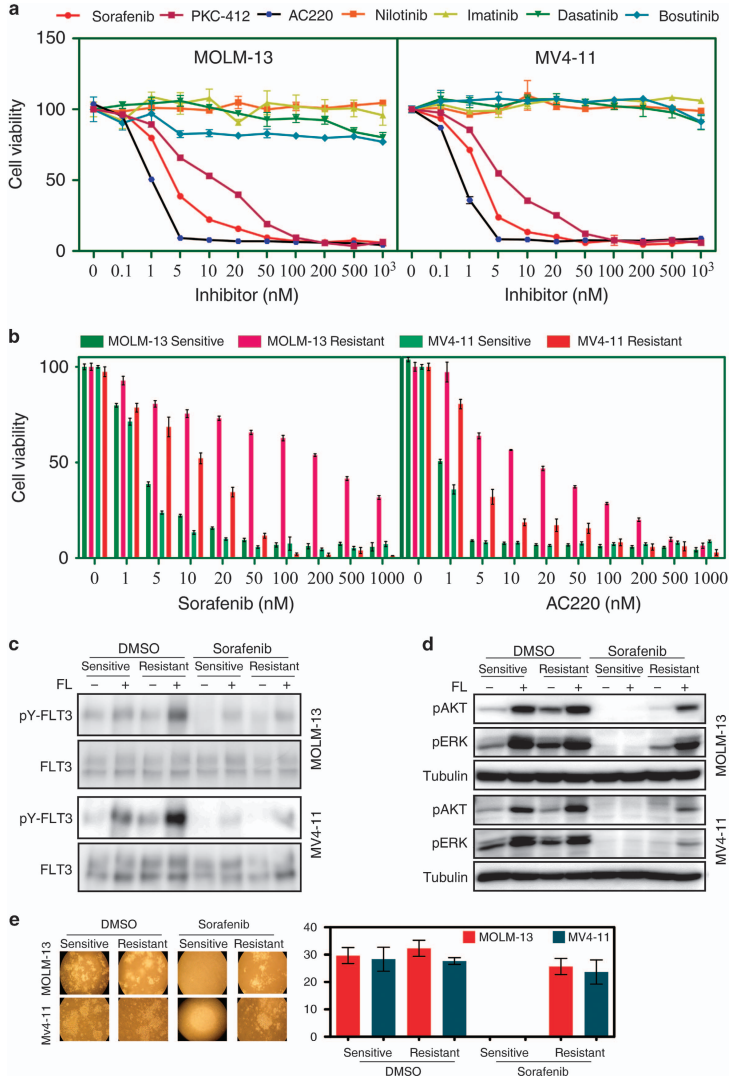 a
Sorafenib PKC-412 AC220 Nilotinib Imatinib Dasatinib Bosutinib
150
100
50
0
Cell viability
MOLM-13 MV4-11
0 0.1 1 5 10 20 50 100 200 500 10³ 0 0.1 1 5 10 20 50 100 200 500 10³
Inhibitor (nM) Inhibitor (nM)
b
MOLM-13 Sensitive MOLM-13 Resistant MV4-11 Sensitive MV4-11 Resistant
100
50
0
Cell viability
0 1 5 10 20 50 100 200 500 1000 0 1 5 10 20 50 100 200 500 1000
Sorafenib (nM) AC220 (nM)
c
DMSO Sorafenib
Sensitive Resistant Sensitive Resistant
FL − + − + − + − +
pY-FLT3
FLT3
MOLM-13
pY-FLT3
FLT3
MV4-11
d
DMSO Sorafenib
Sensitive Resistant Sensitive Resistant
FL − + − + − + − +
pAKT
pERK
Tubulin
MOLM-13
pAKT
pERK
Tubulin
MV4-11
e
DMSO Sorafenib
Sensitive Resistant Sensitive Resistant
MOLM-13
Mv4-11
40
30
20
10
0
MOLM-13 MV4-11
Sensitive Resistant Sensitive Resistant
DMSO Sorafenib